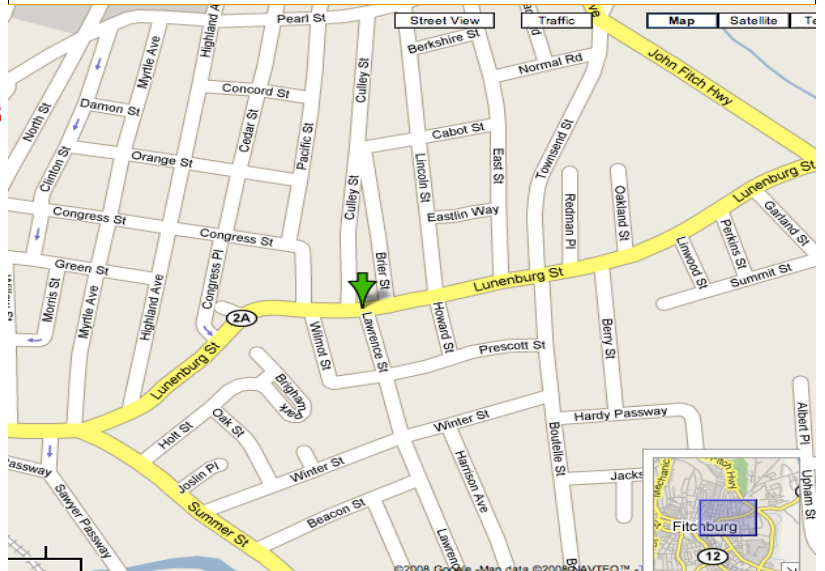 Street View
Traffic
Map
Satellite
Pearl St
Highland Ave
Myrtle Ave
Berkshire St
Normal Rd
John Fitch Hwy
Culley St
Concord St
Damon St
North St
Cedar St
Pacific St
Cabot St
Townsend St
Clinton St
Orange St
Lincoln St
East St
Lunenburg St
Redman Pl
Oakland St
Garland St
Congress St
Congress St
Culley St
Eastlin Way
Perkins St
Linwood St
Green St
Congress Pl
Brier St
Summit St
Morris St
Myrtle Ave
Highland Ave
Lunenburg St
2A
Wilmot St
Lawrence St
Howard St
Prescott St
Berry St
Lunenburg St
Brigham
Park
Holt St
Oak St
Winter St
Hardy Passway
Albert Pl
Boutelle St
Joslin Pl
Winter St
Harrison Ave
Upham St
Sawyer Passway
Summer St
Beacon St
Fitchburg
12